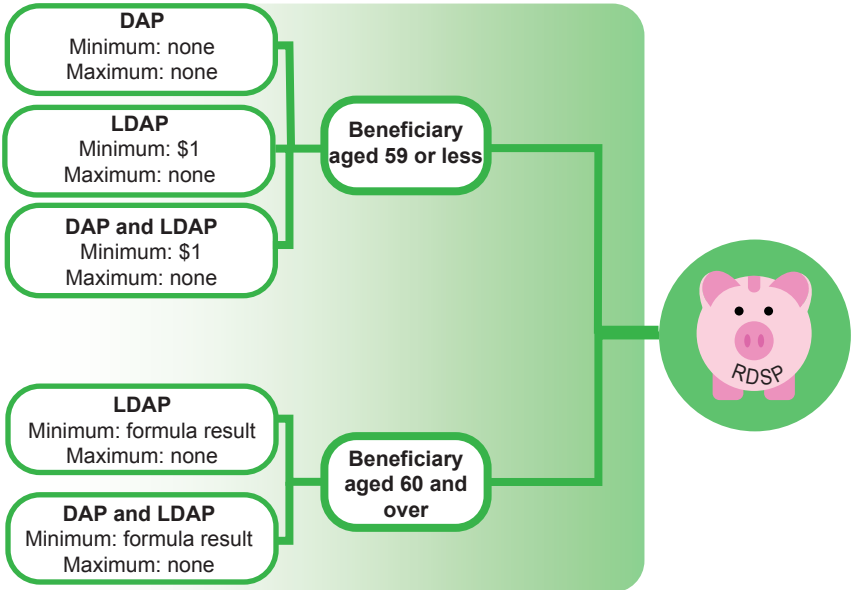 DAP
Minimum: none
Maximum: none
LDAP
Minimum: $1
Maximum: none
DAP and LDAP
Minimum: $1
Maximum: none
Beneficiary
aged 59 or less
LDAP
Minimum: formula result
Maximum: none
DAP and LDAP
Minimum: formula result
Maximum: none
Beneficiary
aged 60 and
over
RDSP